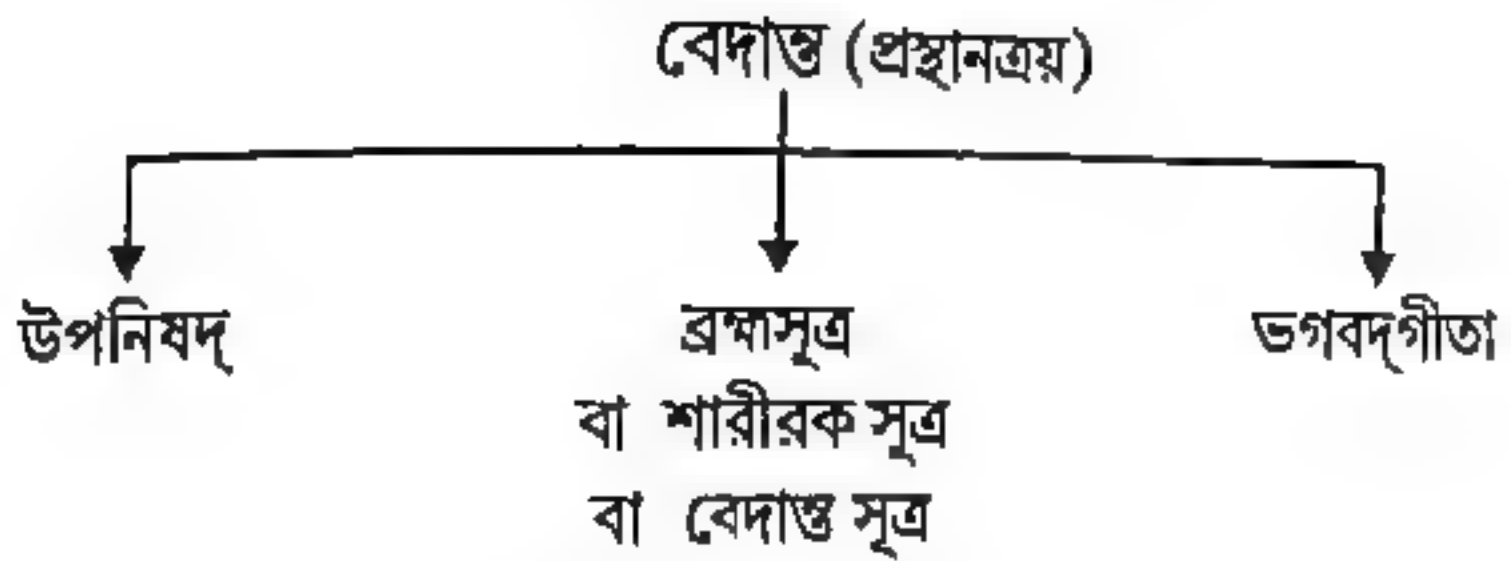 বেদান্ত (প্রস্থানত্রয়)
উপনিষদ্ ব্রহ্মসূত্র ভগবদ্‌গীতা
বা শারীরক সূত্র
বা বেদান্ত সূত্র